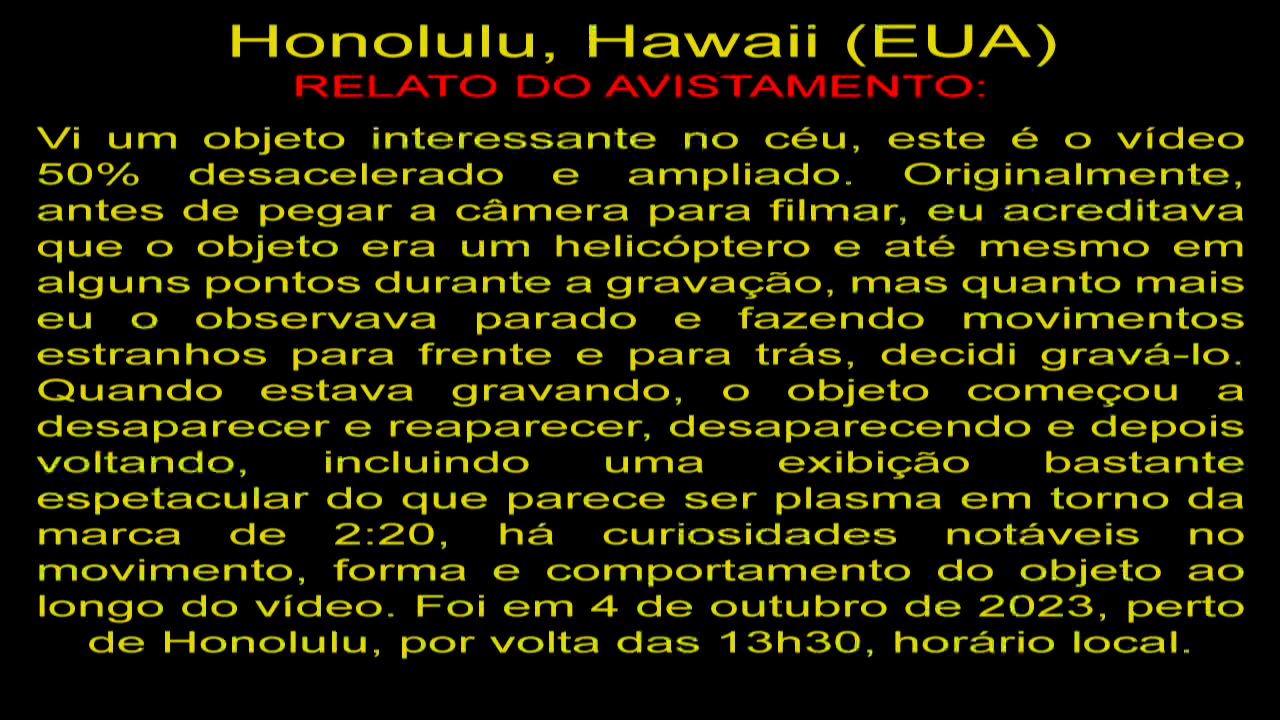 Honolulu, Hawaii (EUA)
RELATO DO AVISTAMENTO:
Vi um objeto interessante no céu, este é o vídeo
50% desacelerado e ampliado. Originalmente,
antes de pegar a câmera para filmar, eu acreditava
que o objeto era um helicóptero e até mesmo em
alguns pontos durante a gravação, mas quanto mais
eu o observava parado e fazendo movimentos
estranhos para frente e para trás, decidi gravá-lo.
Quando estava gravando, o objeto começou a
desaparecer e reaparecer, desaparecendo e depois
voltando, incluindo uma exibição bastante
espetacular do que parece ser plasma em torno da
marca de 2:20, há curiosidades notáveis no
movimento, forma e comportamento do objeto ao
longo do vídeo. Foi em 4 de outubro de 2023, perto
de Honolulu, por volta das 13h30, horário local.